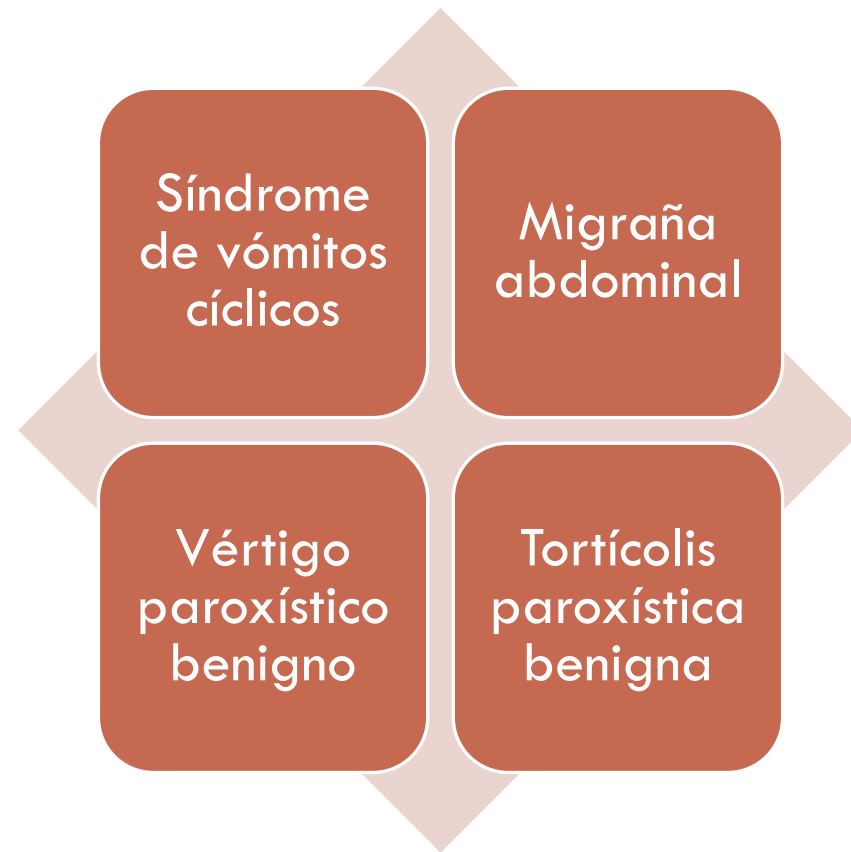 Síndrome
de vómitos
cíclicos
Migraña
abdominal
Vértigo
paroxístico
benigno
Tortícolis
paroxística
benigna